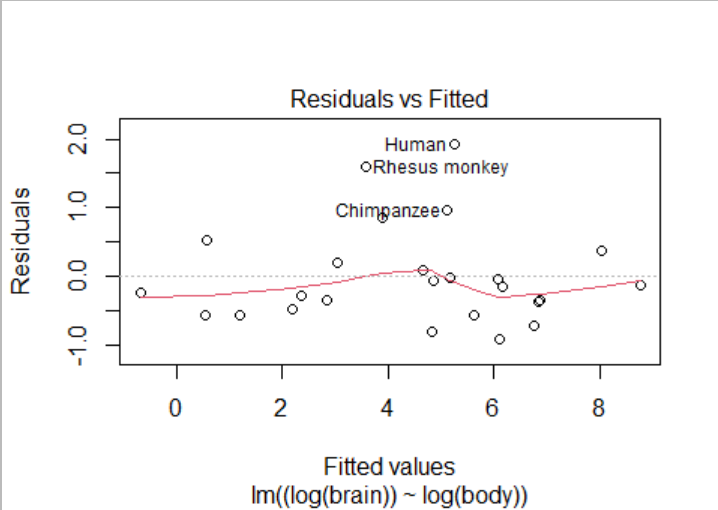 Residuals vs Fitted
Residuals
2.0
1.0
0.0
-1.0
Human
Rhesus monkey
Chimpanzee
0 2 4 6 8
Fitted values
lm((log(brain)) ~ log(body))